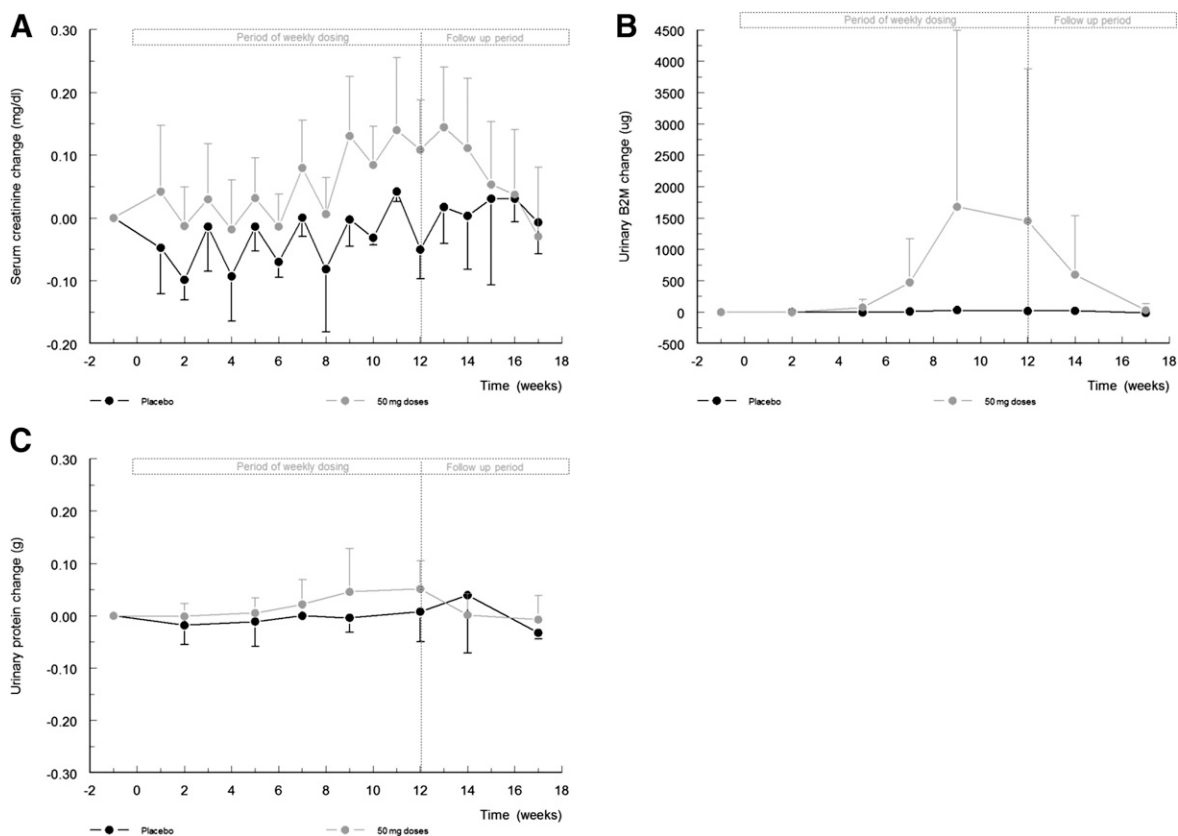 A
Period of weekly dosing Follow up period
Serum creatinine change (mg/dl)
0.30
0.20
0.10
0.00
-0.10
-0.20
-2 0 2 4 6 8 10 12 14 16 18
Time (weeks)
Placebo 50 mg doses
B
Period of weekly dosing Follow up period
Urinary B2M change (ug)
4500
4000
3500
3000
2500
2000
1500
1000
500
0
-500
-2 0 2 4 6 8 10 12 14 16 18
Time (weeks)
Placebo 50 mg doses
C
Period of weekly dosing Follow up period
Urinary protein change (g)
0.30
0.20
0.10
0.00
-0.10
-0.20
-0.30
-2 0 2 4 6 8 10 12 14 16 18
Time (weeks)
Placebo 50 mg doses